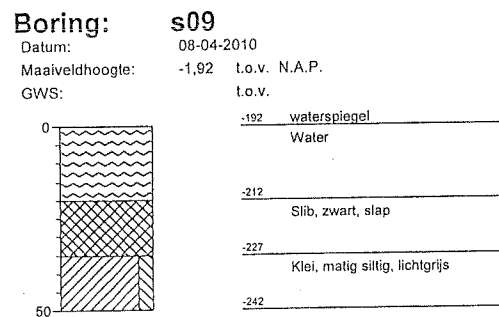 Boring: s09
Datum: 08-04-2010
Maaiveldhoogte: -1,92 t.o.v. N.A.P.
GWS: t.o.v.
0
-192 waterspiegel
Water
-212
Slib, zwart, slap
-227
Klei, matig siltig, lichtgrijs
50
-242